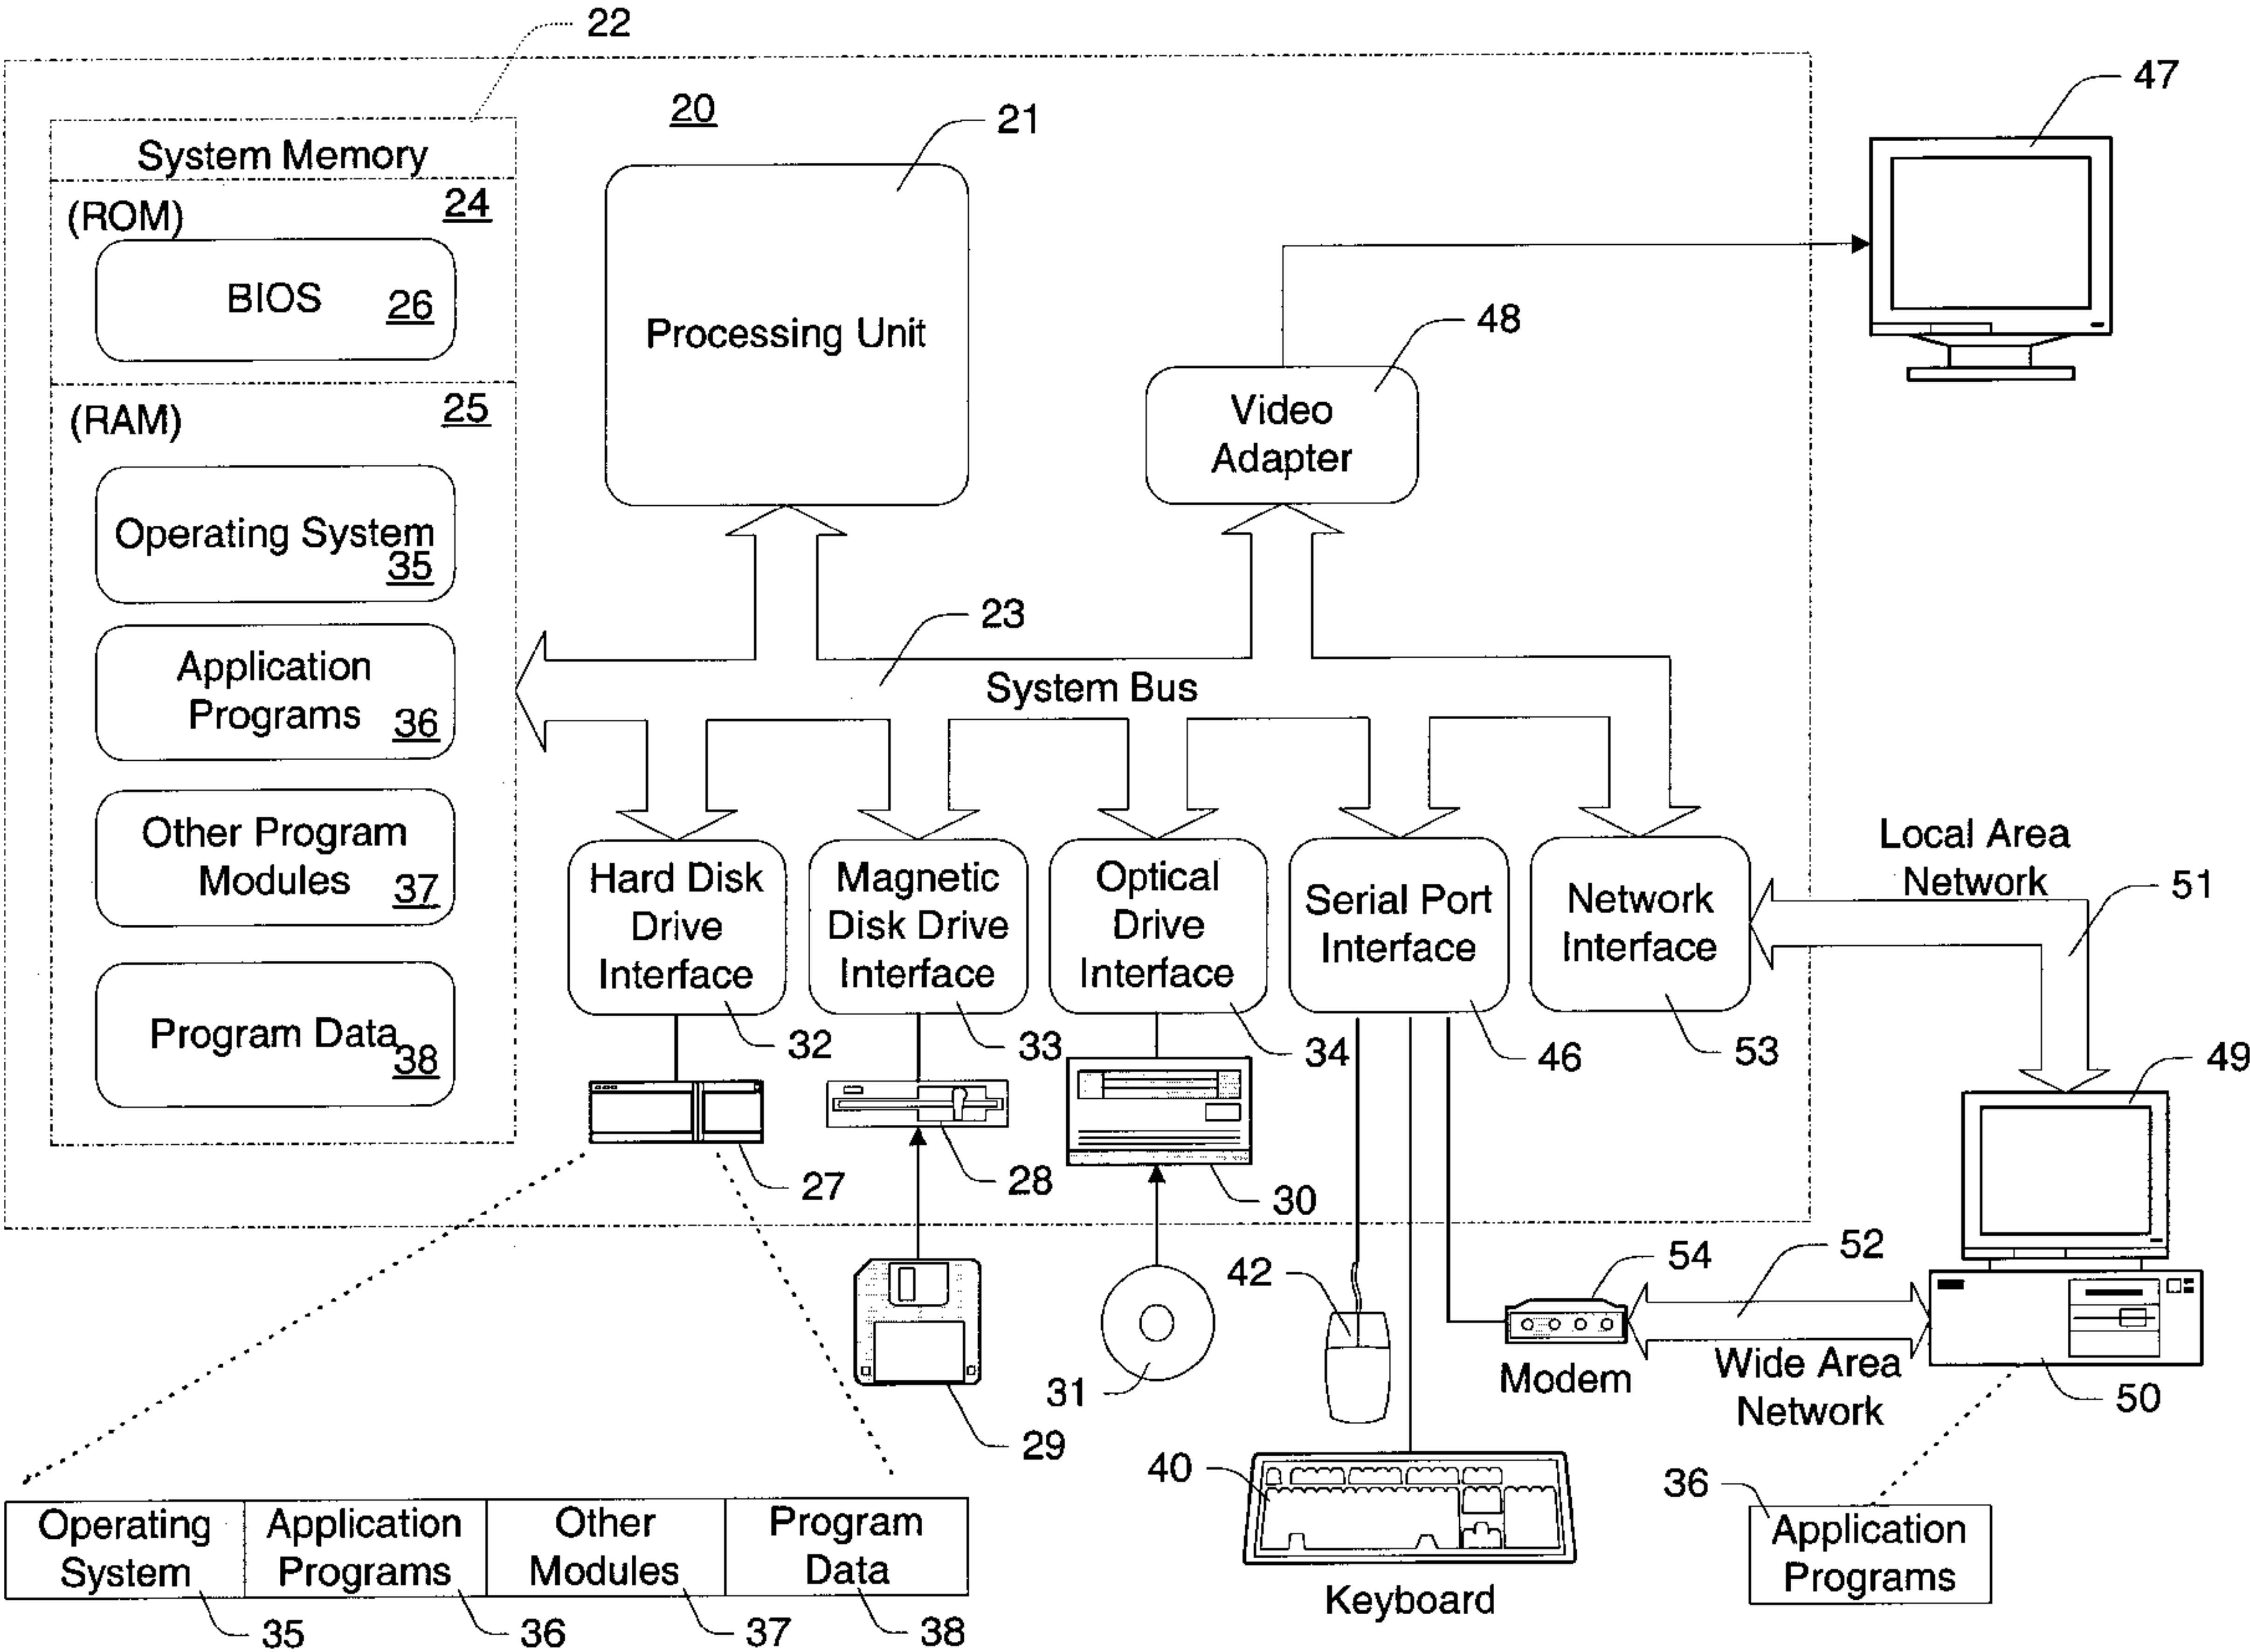 22
20
21
47
System Memory
(ROM)
24
BIOS
26
Processing Unit
48
Video
Adapter
(RAM)
25
Operating System
35
Application
Programs
36
Other Program
Modules
37
Program Data
38
23
System Bus
Hard Disk
Drive
Interface
32
Magnetic
Disk Drive
Interface
33
Optical
Drive
Interface
34
Serial Port
Interface
46
Network
Interface
53
Local Area
Network
51
49
27
28
30
29
31
42
54
52
Modem
Wide Area
Network
50
40
Keyboard
36
Application
Programs
Operating
System
35
Application
Programs
36
Other
Modules
37
Program
Data
38